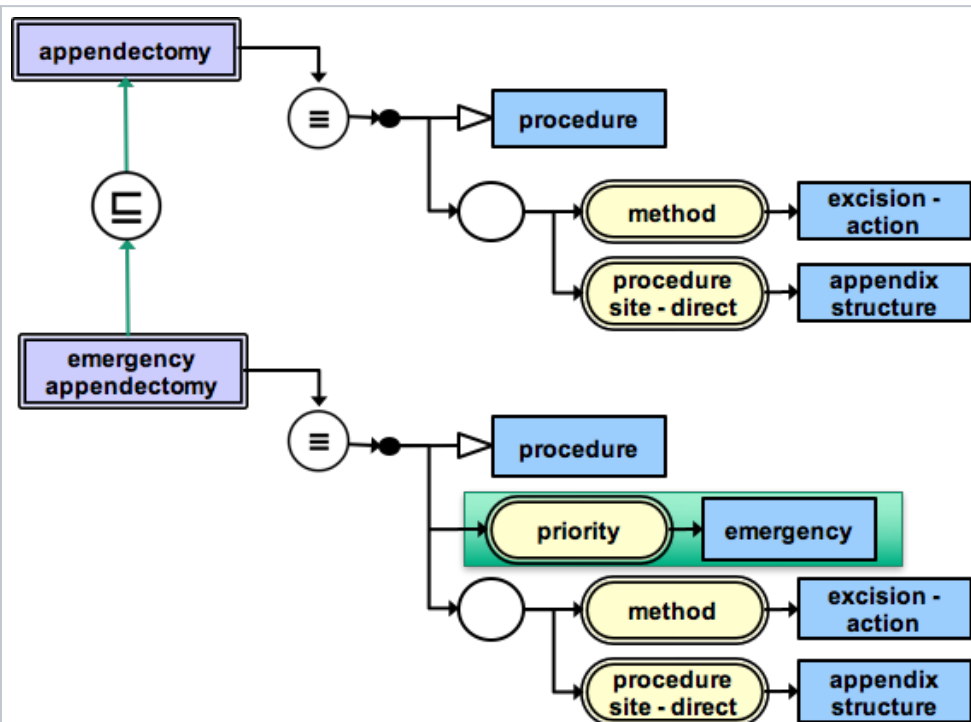 appendectomy
≡
procedure
⊑
method
excision -
action
procedure
site - direct
appendix
structure
emergency
appendectomy
≡
procedure
priority
emergency
method
excision -
action
procedure
site - direct
appendix
structure